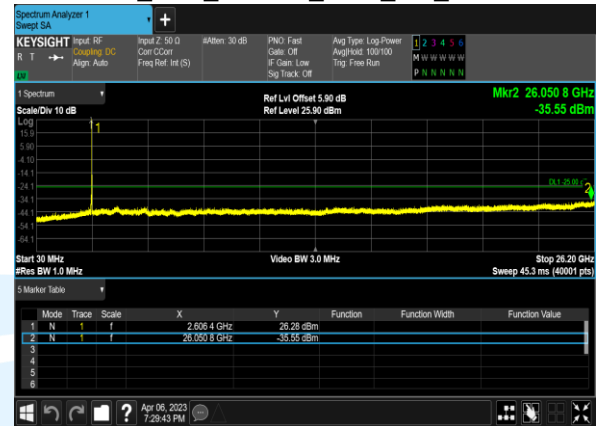 Spectrum Analyzer 1
Swept SA
+
KEYSIGHT
R T
LV
Input: RF
Coupling: DC
Align: Auto
Input Z: 50 Ω
Corr CCorr
Freq Ref: Int (S)
#Atten: 30 dB
PNO: Fast
Gate: Off
IF Gain: Low
Sig Track: Off
Avg Type: Log-Power
Avg|Hold: 100/100
Trig: Free Run
1 2 3 4 5 6
M W W W W W
P N N N N N
1 Spectrum
Scale/Div 10 dB
Ref Lvl Offset 5.90 dB
Ref Level 25.90 dBm
Mkr2 26.050 8 GHz
-35.55 dBm
Log
15.9
5.90
-4.10
-14.1
-24.1
-34.1
-44.1
-54.1
-64.1
1
2
Start 30 MHz
#Res BW 1.0 MHz
Video BW 3.0 MHz
Stop 26.20 GHz
Sweep 45.3 ms (40001 pts)
5 Marker Table
Mode Trace Scale X Y Function Function Width Function Value
1 N 1 f 2.606 4 GHz 26.28 dBm
2 N 1 f 26.050 8 GHz -35.55 dBm
3
4
5
6
?
Apr 06, 2023
7:29:43 PM